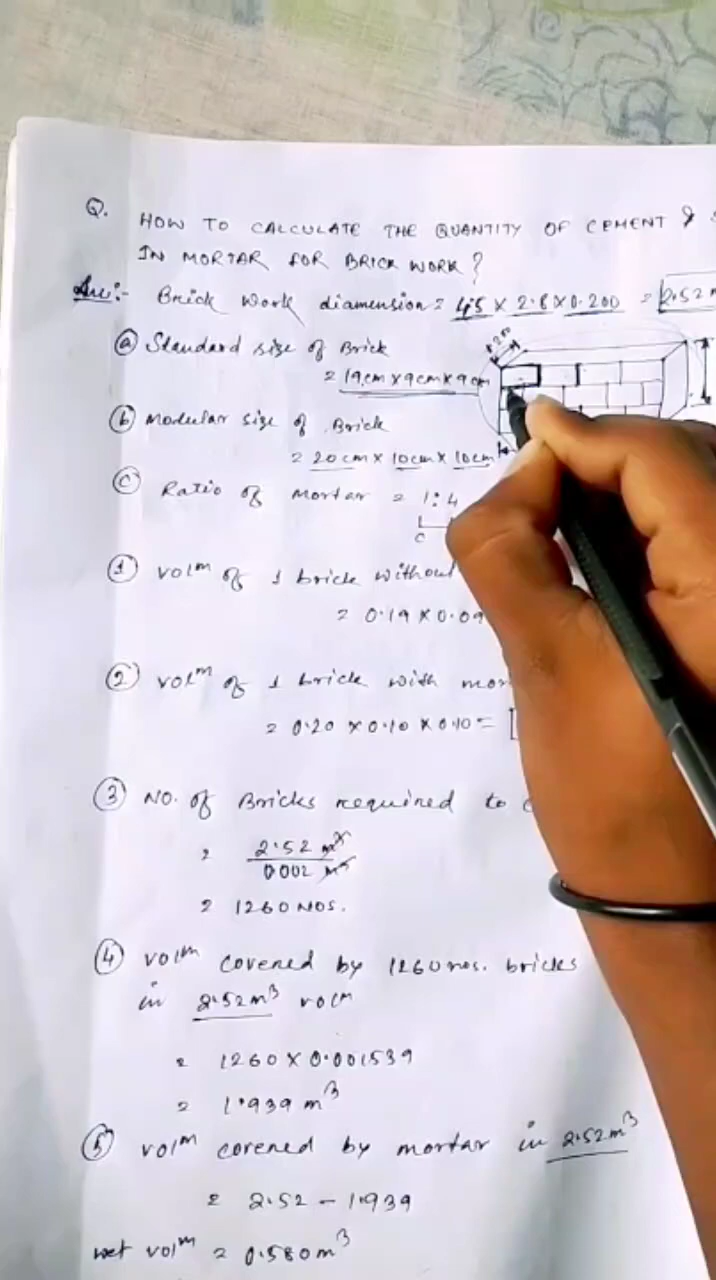 Q. HOW TO CALCULATE THE QUANTITY OF CEMENT &
IN MORTAR FOR BRICK WORK?
Ans:- Brick work diamension = 4.5 × 2.8 × 0.200 = 2.52
(a) Standard size of Brick
= 19cm × 9cm × 9cm
(b) Modular size of Brick
= 20cm × 10cm × 10cm
(c) Ratio of mortar = 1:4
C
(1) volm of 1 brick without
= 0.19 × 0.09
(2) volm of 1 brick with mor
= 0.20 × 0.10 × 0.10 =
(3) NO. of Bricks required to
= 2.52 m³
0.002 m³
= 1260 NOS.
(4) volm covered by 1260 nos. bricks
in 2.52m³ volm
= 1260 × 0.001539
= 1.939 m³
(5) volm covered by mortar in 2.52m³
= 2.52 - 1.939
wet volm = 0.580m³